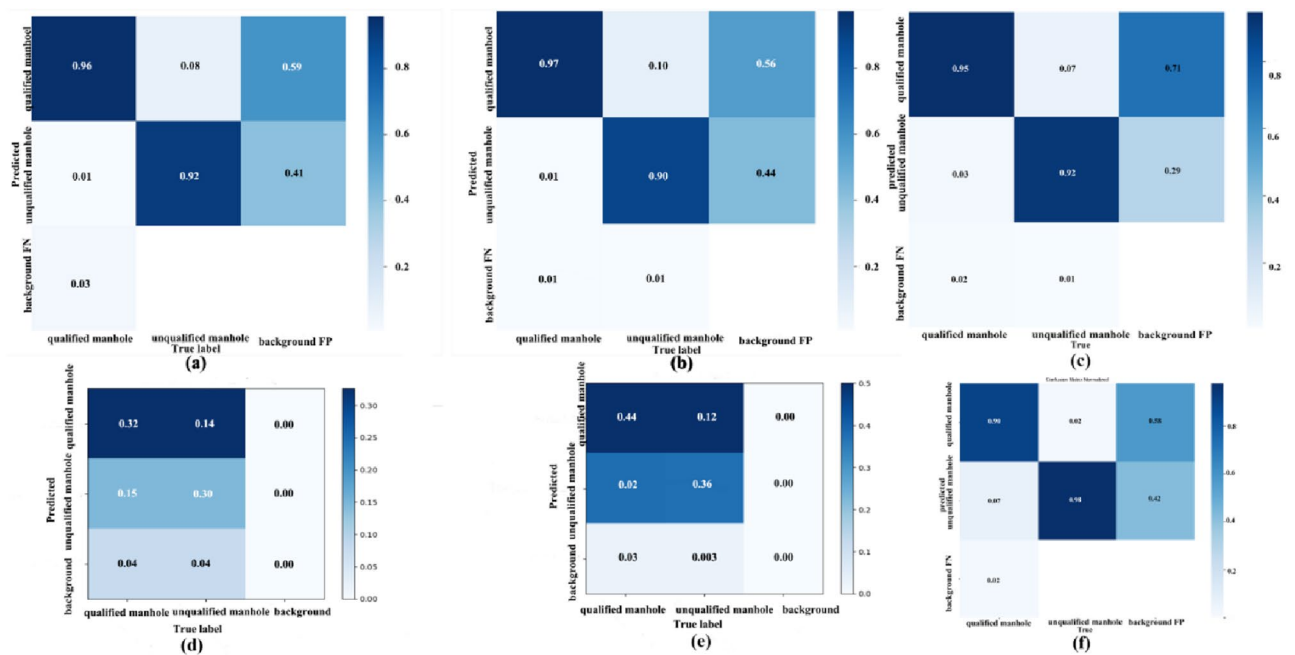 qualified manhoel
Predicted
unqualified manhole
background FN
0.96
0.08
0.59
0.01
0.92
0.41
0.03
0.8
0.6
0.4
0.2
qualified manhole
unqualified manhole
background FP
True label
(a)
qualified manhole
Predicted
unqualified manhole
background FN
0.97
0.10
0.56
0.01
0.90
0.44
0.01
0.01
0.8
0.6
0.4
0.2
qualified manhole
unqualified manhole
background FP
True label
(b)
qualified manhole
predicted
unqualified manhole
background FN
0.95
0.07
0.71
0.03
0.92
0.29
0.02
0.01
0.8
0.6
0.4
0.2
qualified manhole
unqualified manhole
background FP
True
(c)
qualified manhole
Predicted
unqualified manhole
background
0.32
0.14
0.00
0.15
0.30
0.00
0.04
0.04
0.00
0.30
0.25
0.20
0.15
0.10
0.05
0.00
qualified manhole
unqualified manhole
background
True label
(d)
qualified manhole
Predicted
unqualified manhole
background
0.44
0.12
0.00
0.02
0.36
0.00
0.03
0.003
0.00
0.5
0.4
0.3
0.2
0.1
0.0
qualified manhole
unqualified manhole
background
True label
(e)
qualified manhole
predicted
unqualified manhole
background FN
0.90
0.02
0.58
0.07
0.98
0.42
0.02
0.8
0.6
0.4
0.2
0
qualified manhole
unqualified manhole
background FP
True
(f)